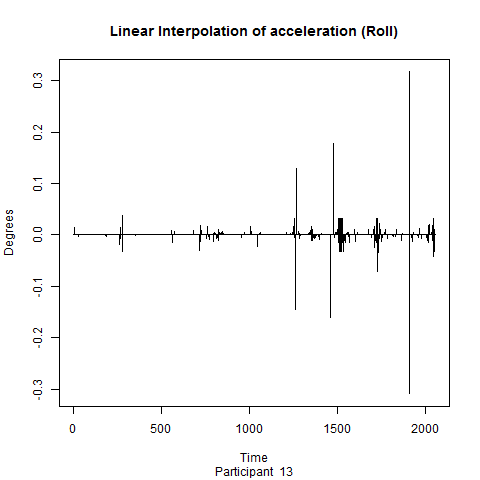 Linear Interpolation of acceleration (Roll)
0.3
0.2
0.1
0.0
-0.1
-0.2
-0.3
Degrees
0 500 1000 1500 2000
Time
Participant 13